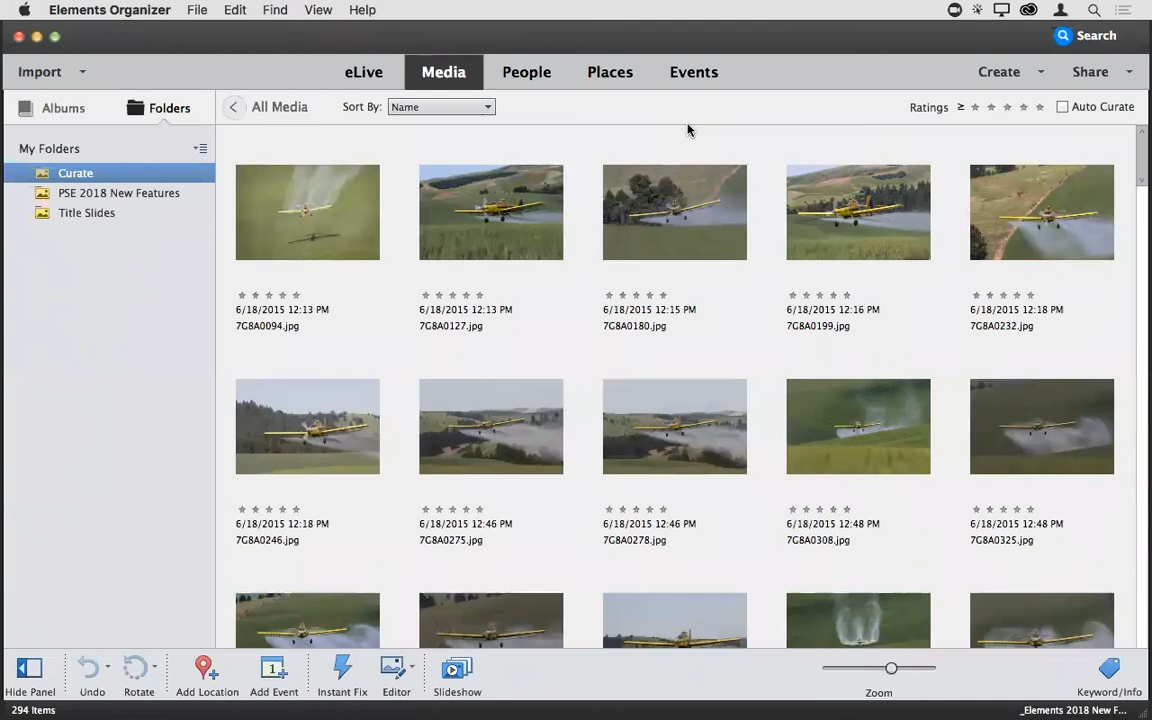 Elements Organizer File Edit Find View Help
Search
Import eLive Media People Places Events Create Share
Albums Folders All Media Sort By: Name Ratings ≥ Auto Curate
My Folders
Curate
PSE 2018 New Features
Title Slides
6/18/2015 12:13 PM 6/18/2015 12:13 PM 6/18/2015 12:15 PM 6/18/2015 12:16 PM 6/18/2015 12:18 PM
7G8A0094.jpg 7G8A0127.jpg 7G8A0180.jpg 7G8A0199.jpg 7G8A0232.jpg
6/18/2015 12:18 PM 6/18/2015 12:46 PM 6/18/2015 12:46 PM 6/18/2015 12:48 PM 6/18/2015 12:48 PM
7G8A0246.jpg 7G8A0275.jpg 7G8A0278.jpg 7G8A0308.jpg 7G8A0325.jpg
1
Hide Panel Undo Rotate Add Location Add Event Instant Fix Editor Slideshow Zoom Keyword/Info
294 Items _Elements 2018 New F...